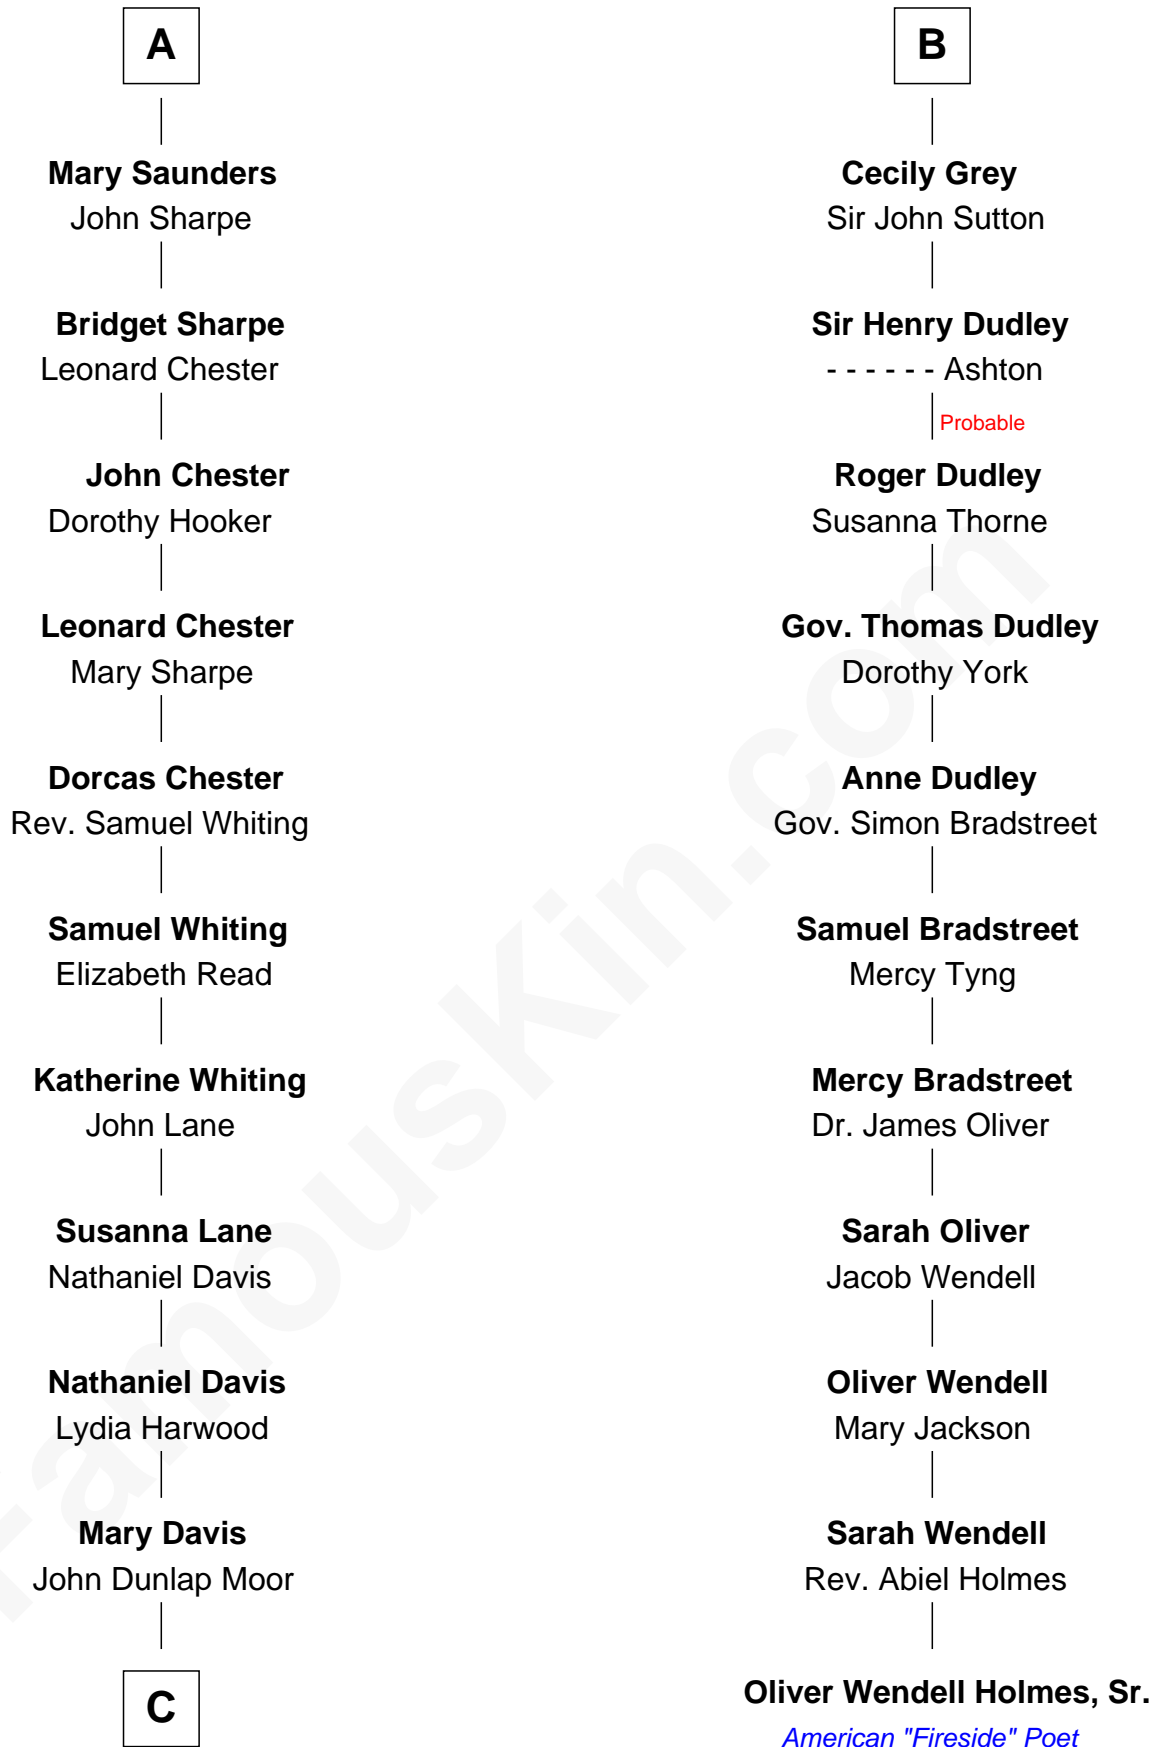 A
Mary Saunders
John Sharpe
Bridget Sharpe
Leonard Chester
John Chester
Dorothy Hooker
Leonard Chester
Mary Sharpe
Dorcas Chester
Rev. Samuel Whiting
Samuel Whiting
Elizabeth Read
Katherine Whiting
John Lane
Susanna Lane
Nathaniel Davis
Nathaniel Davis
Lydia Harwood
Mary Davis
John Dunlap Moor
C
B
Cecily Grey
Sir John Sutton
Sir Henry Dudley
- - - - - - Ashton
Probable
Roger Dudley
Susanna Thorne
Gov. Thomas Dudley
Dorothy York
Anne Dudley
Gov. Simon Bradstreet
Samuel Bradstreet
Mercy Tyng
Mercy Bradstreet
Dr. James Oliver
Sarah Oliver
Jacob Wendell
Oliver Wendell
Mary Jackson
Sarah Wendell
Rev. Abiel Holmes
Oliver Wendell Holmes, Sr.
American "Fireside" Poet
FamousKin.com